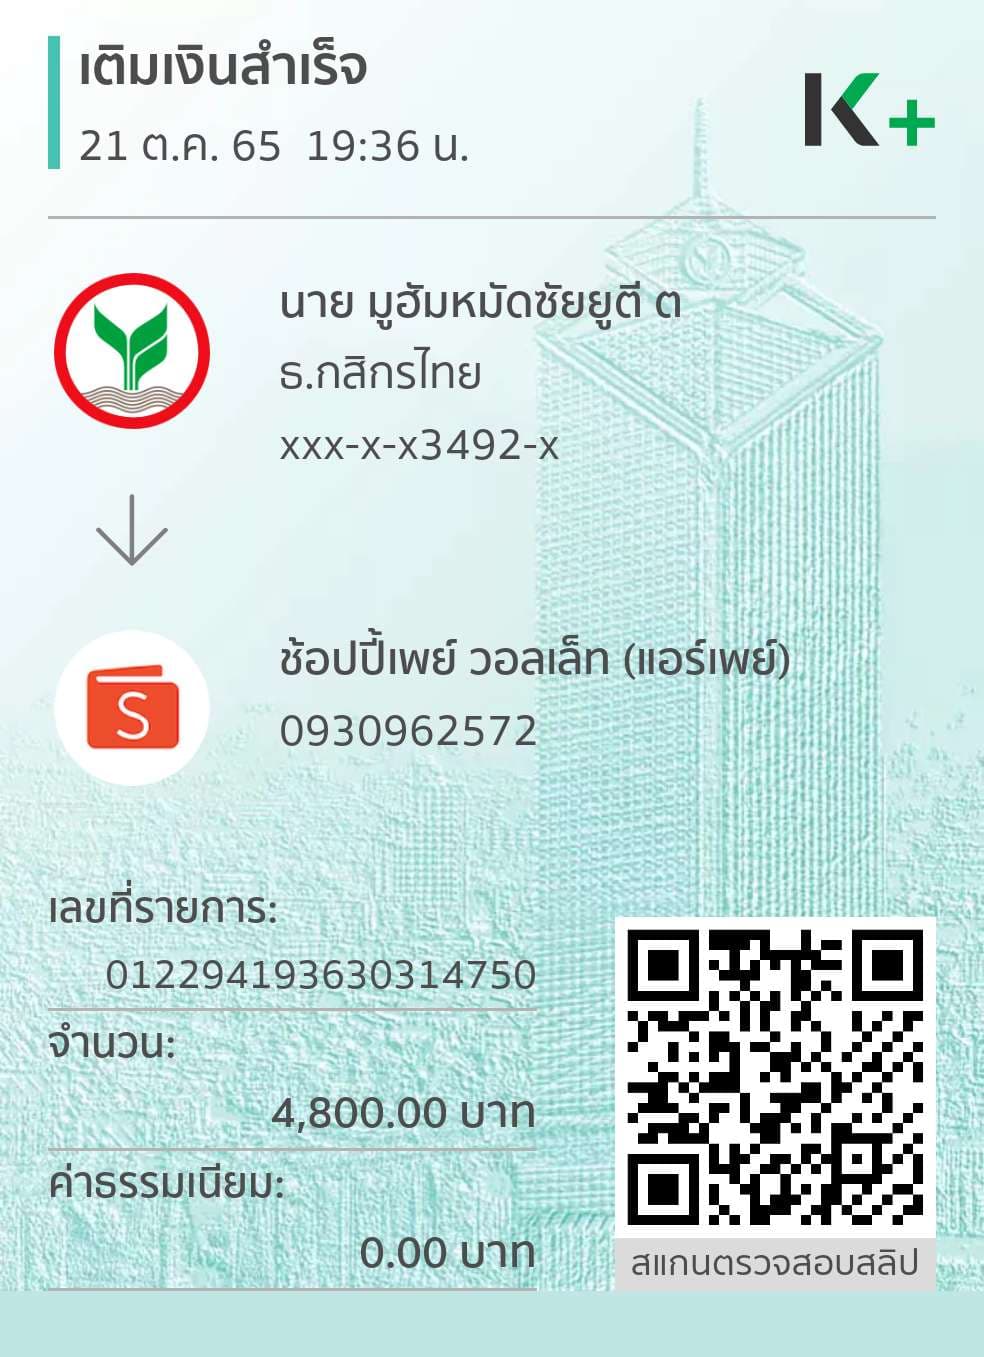 เติมเงินสำเร็จ
21 ต.ค. 65 19:36 น.
K+
นาย มูฮัมหมัดซัยยูตี ต
ธ.กสิกรไทย
xxx-x-x3492-x
ช้อปปี้เพย์ วอลเล็ท (แอร์เพย์)
0930962572
S
เลขที่รายการ:
012294193630314750
จำนวน:
4,800.00 บาท
ค่าธรรมเนียม:
0.00 บาท
สแกนตรวจสอบสลิป